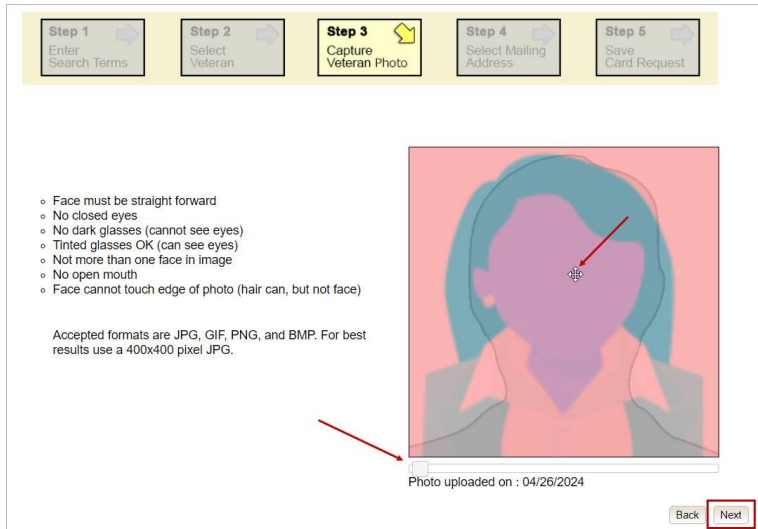 Step 1
Enter
Search Terms
Step 2
Select
Veteran
Step 3
Capture
Veteran Photo
Step 4
Select Mailing
Address
Step 5
Save
Card Request
Face must be straight forward
No closed eyes
No dark glasses (cannot see eyes)
Tinted glasses OK (can see eyes)
Not more than one face in image
No open mouth
Face cannot touch edge of photo (hair can, but not face)
Accepted formats are JPG, GIF, PNG, and BMP. For best
results use a 400x400 pixel JPG.
Photo uploaded on : 04/26/2024
Back
Next